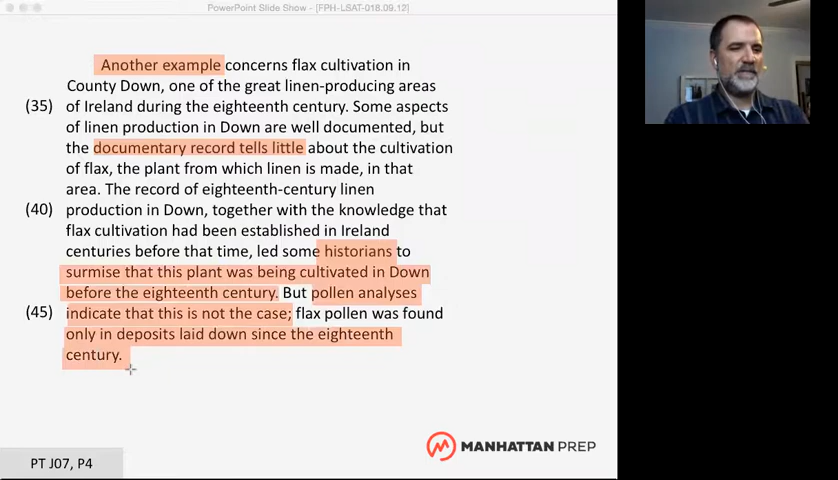 PowerPoint Slide Show - [FPH-LSAT-018.09.12]
Another example concerns flax cultivation in
County Down, one of the great linen-producing areas
(35) of Ireland during the eighteenth century. Some aspects
of linen production in Down are well documented, but
the documentary record tells little about the cultivation
of flax, the plant from which linen is made, in that
area. The record of eighteenth-century linen
(40) production in Down, together with the knowledge that
flax cultivation had been established in Ireland
centuries before that time, led some historians to
surmise that this plant was being cultivated in Down
before the eighteenth century. But pollen analyses
(45) indicate that this is not the case; flax pollen was found
only in deposits laid down since the eighteenth
century.
MANHATTAN PREP
PT J07, P4